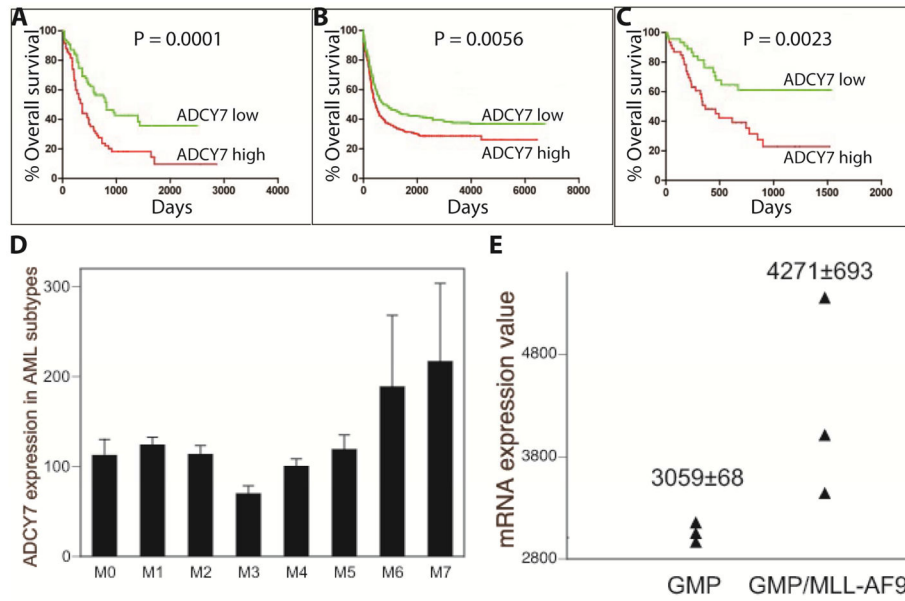 A
P = 0.0001
% Overall survival
100
80
60
40
20
0
ADCY7 low
ADCY7 high
0 1000 2000 3000 4000
Days
B
P = 0.0056
% Overall survival
100
80
60
40
20
0
ADCY7 low
ADCY7 high
0 2000 4000 6000 8000
Days
C
P = 0.0023
% Overall survival
100
80
60
40
20
0
ADCY7 low
ADCY7 high
0 500 1000 1500 2000
Days
D
ADCY7 expression in AML subtypes
300
200
100
0
M0 M1 M2 M3 M4 M5 M6 M7
E
mRNA expression value
4271±693
4800
3800
3059±68
2800
GMP GMP/MLL-AF9